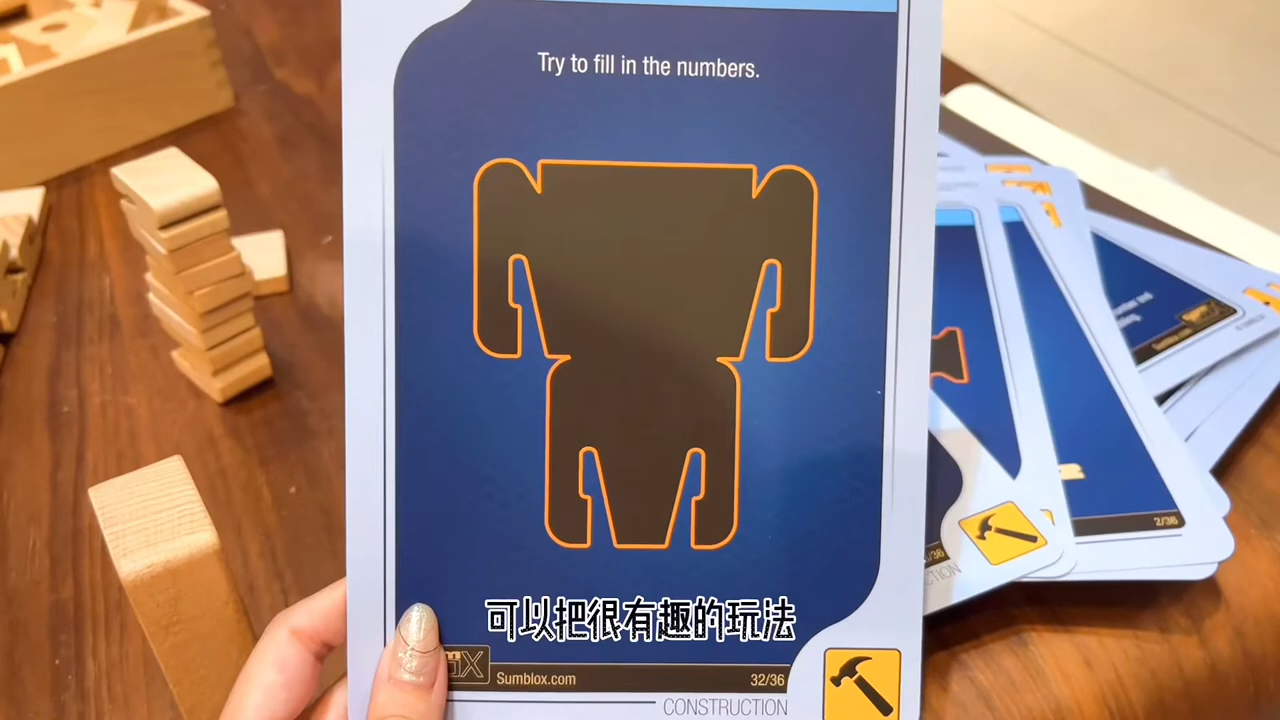 Try to fill in the numbers.
可以把很有趣的玩法
Sumblox.com
32/36
CONSTRUCTION
2/36